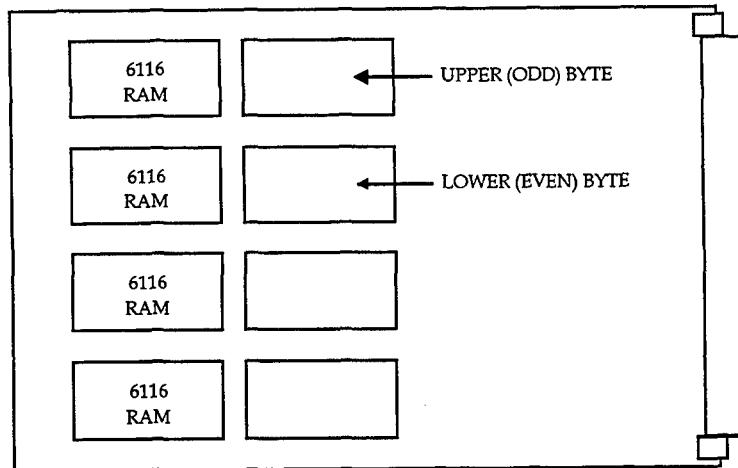 6116
RAM
UPPER (ODD) BYTE
6116
RAM
LOWER (EVEN) BYTE
6116
RAM
6116
RAM